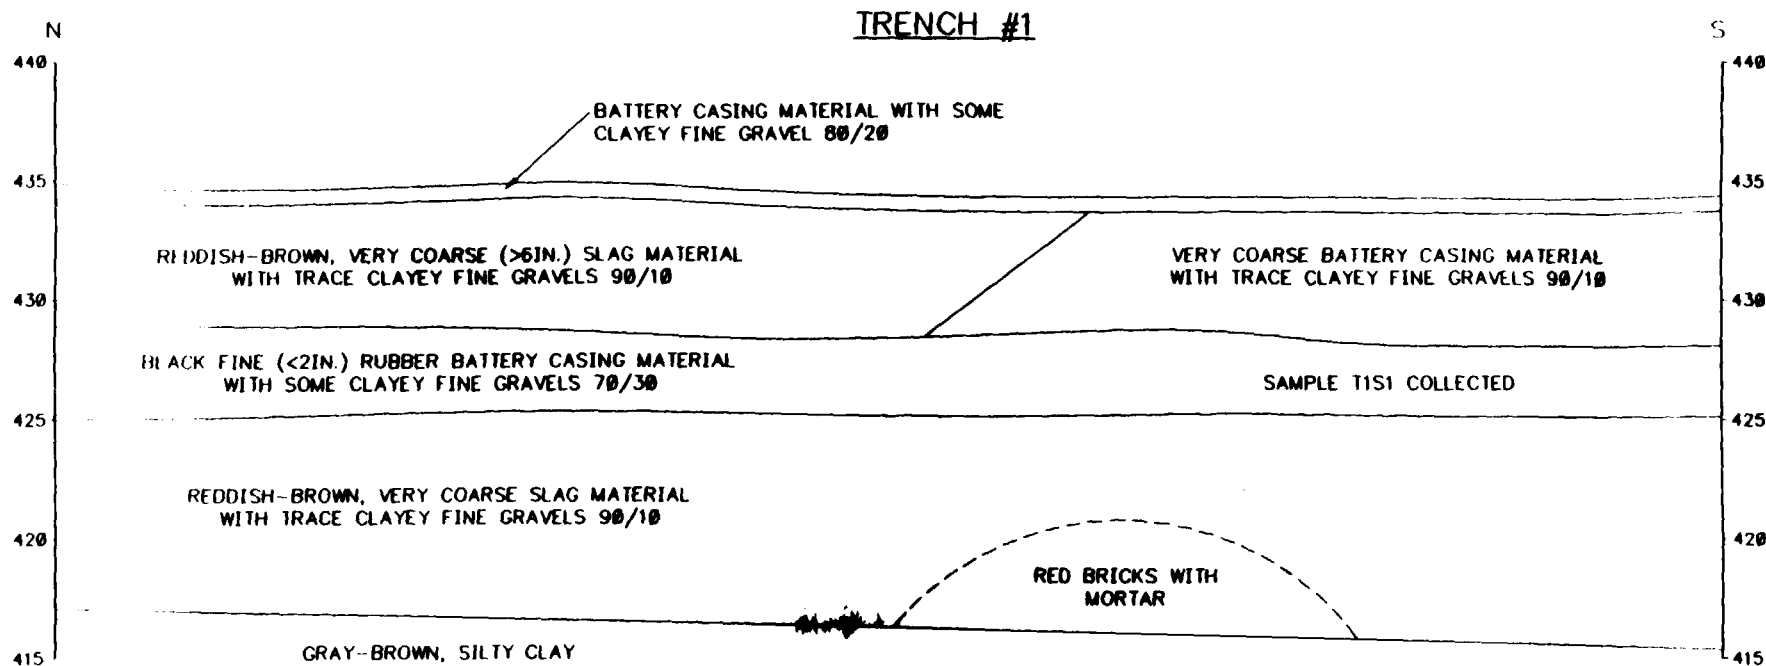 TRENCH #1
N
S
440
440
BATTERY CASING MATERIAL WITH SOME
CLAYEY FINE GRAVEL 80/20
435
435
REDDISH-BROWN, VERY COARSE (>6IN.) SLAG MATERIAL
WITH TRACE CLAYEY FINE GRAVELS 90/10
VERY COARSE BATTERY CASING MATERIAL
WITH TRACE CLAYEY FINE GRAVELS 90/10
430
430
BLACK FINE (<2IN.) RUBBER BATTERY CASING MATERIAL
WITH SOME CLAYEY FINE GRAVELS 70/30
SAMPLE T1S1 COLLECTED
425
425
REDDISH-BROWN, VERY COARSE SLAG MATERIAL
WITH TRACE CLAYEY FINE GRAVELS 90/10
420
420
RED BRICKS WITH
MORTAR
GRAY-BROWN, SILTY CLAY
415
415